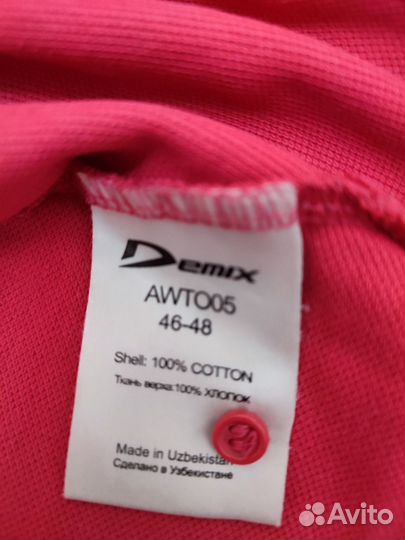 Demix
AWTO05
46-48
Shell: 100% COTTON
Ткань верха:100% ХЛОПОК
Made in Uzbekistan
Сделано в Узбекистане
Avito